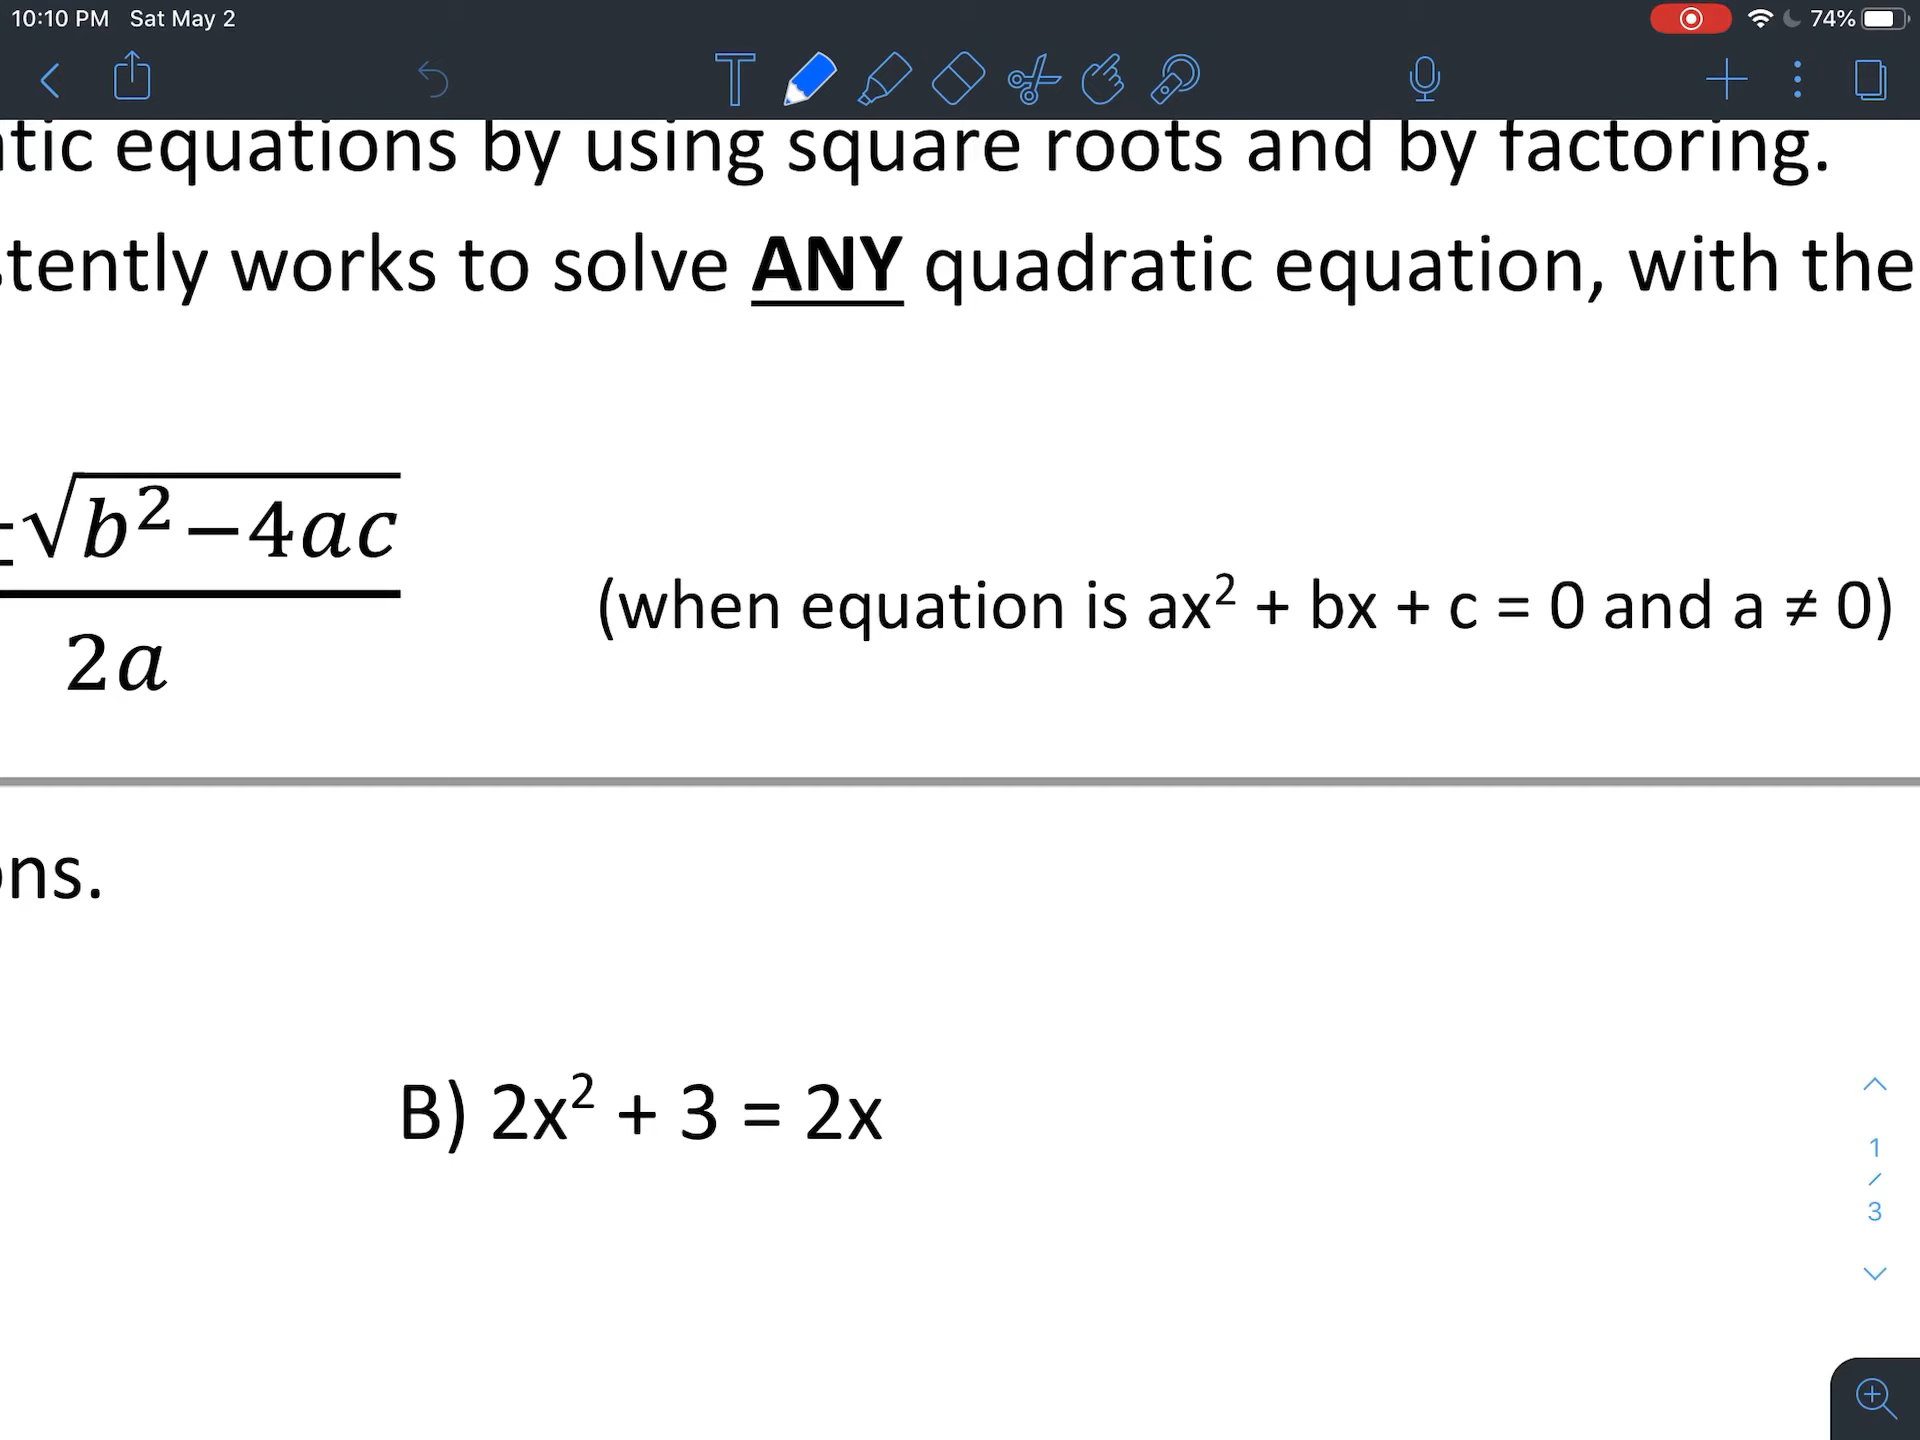 10:10 PM Sat May 2
74%
tic equations by using square roots and by factoring.
tently works to solve ANY quadratic equation, with the
±√b²−4ac
2a
(when equation is ax² + bx + c = 0 and a ≠ 0)
ns.
B) 2x² + 3 = 2x
1
/
3